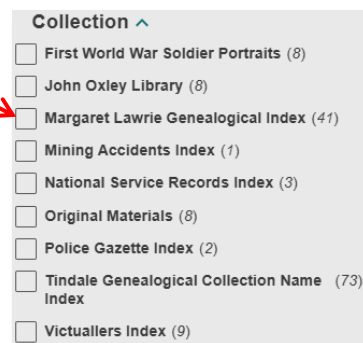 Collection
First World War Soldier Portraits (8)
John Oxley Library (8)
Margaret Lawrie Genealogical Index (41)
Mining Accidents Index (1)
National Service Records Index (3)
Original Materials (8)
Police Gazette Index (2)
Tindale Genealogical Collection Name (73)
Index
Victuallers Index (9)